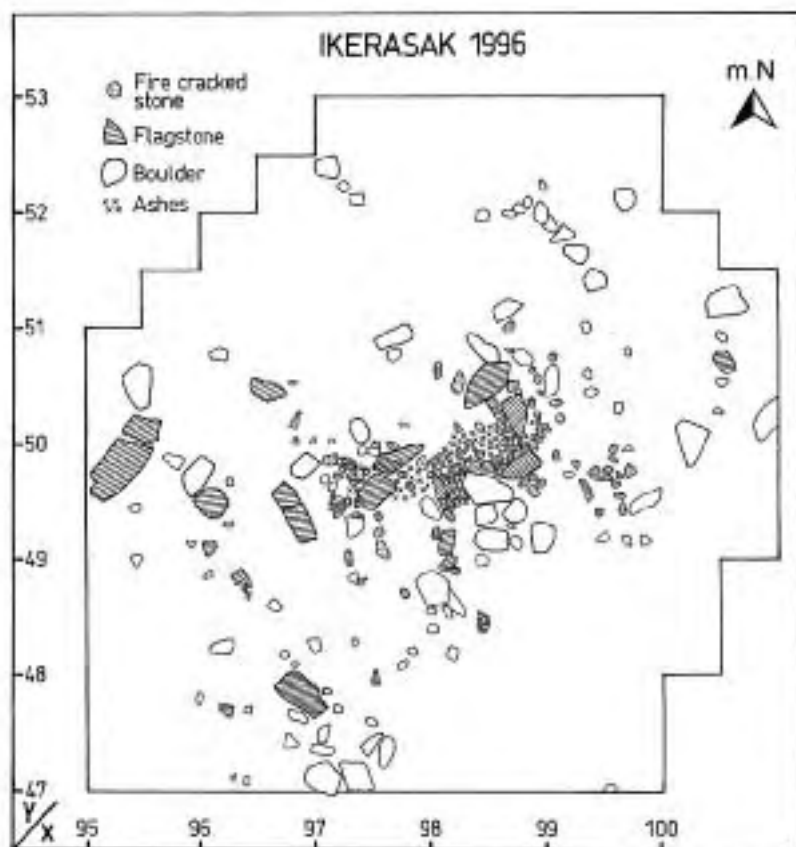 IKERASAK 1996
m.N
Fire cracked
stone
Flagstone
Boulder
Ashes
53
52
51
50
49
48
47
Y/X
95
96
97
98
99
100